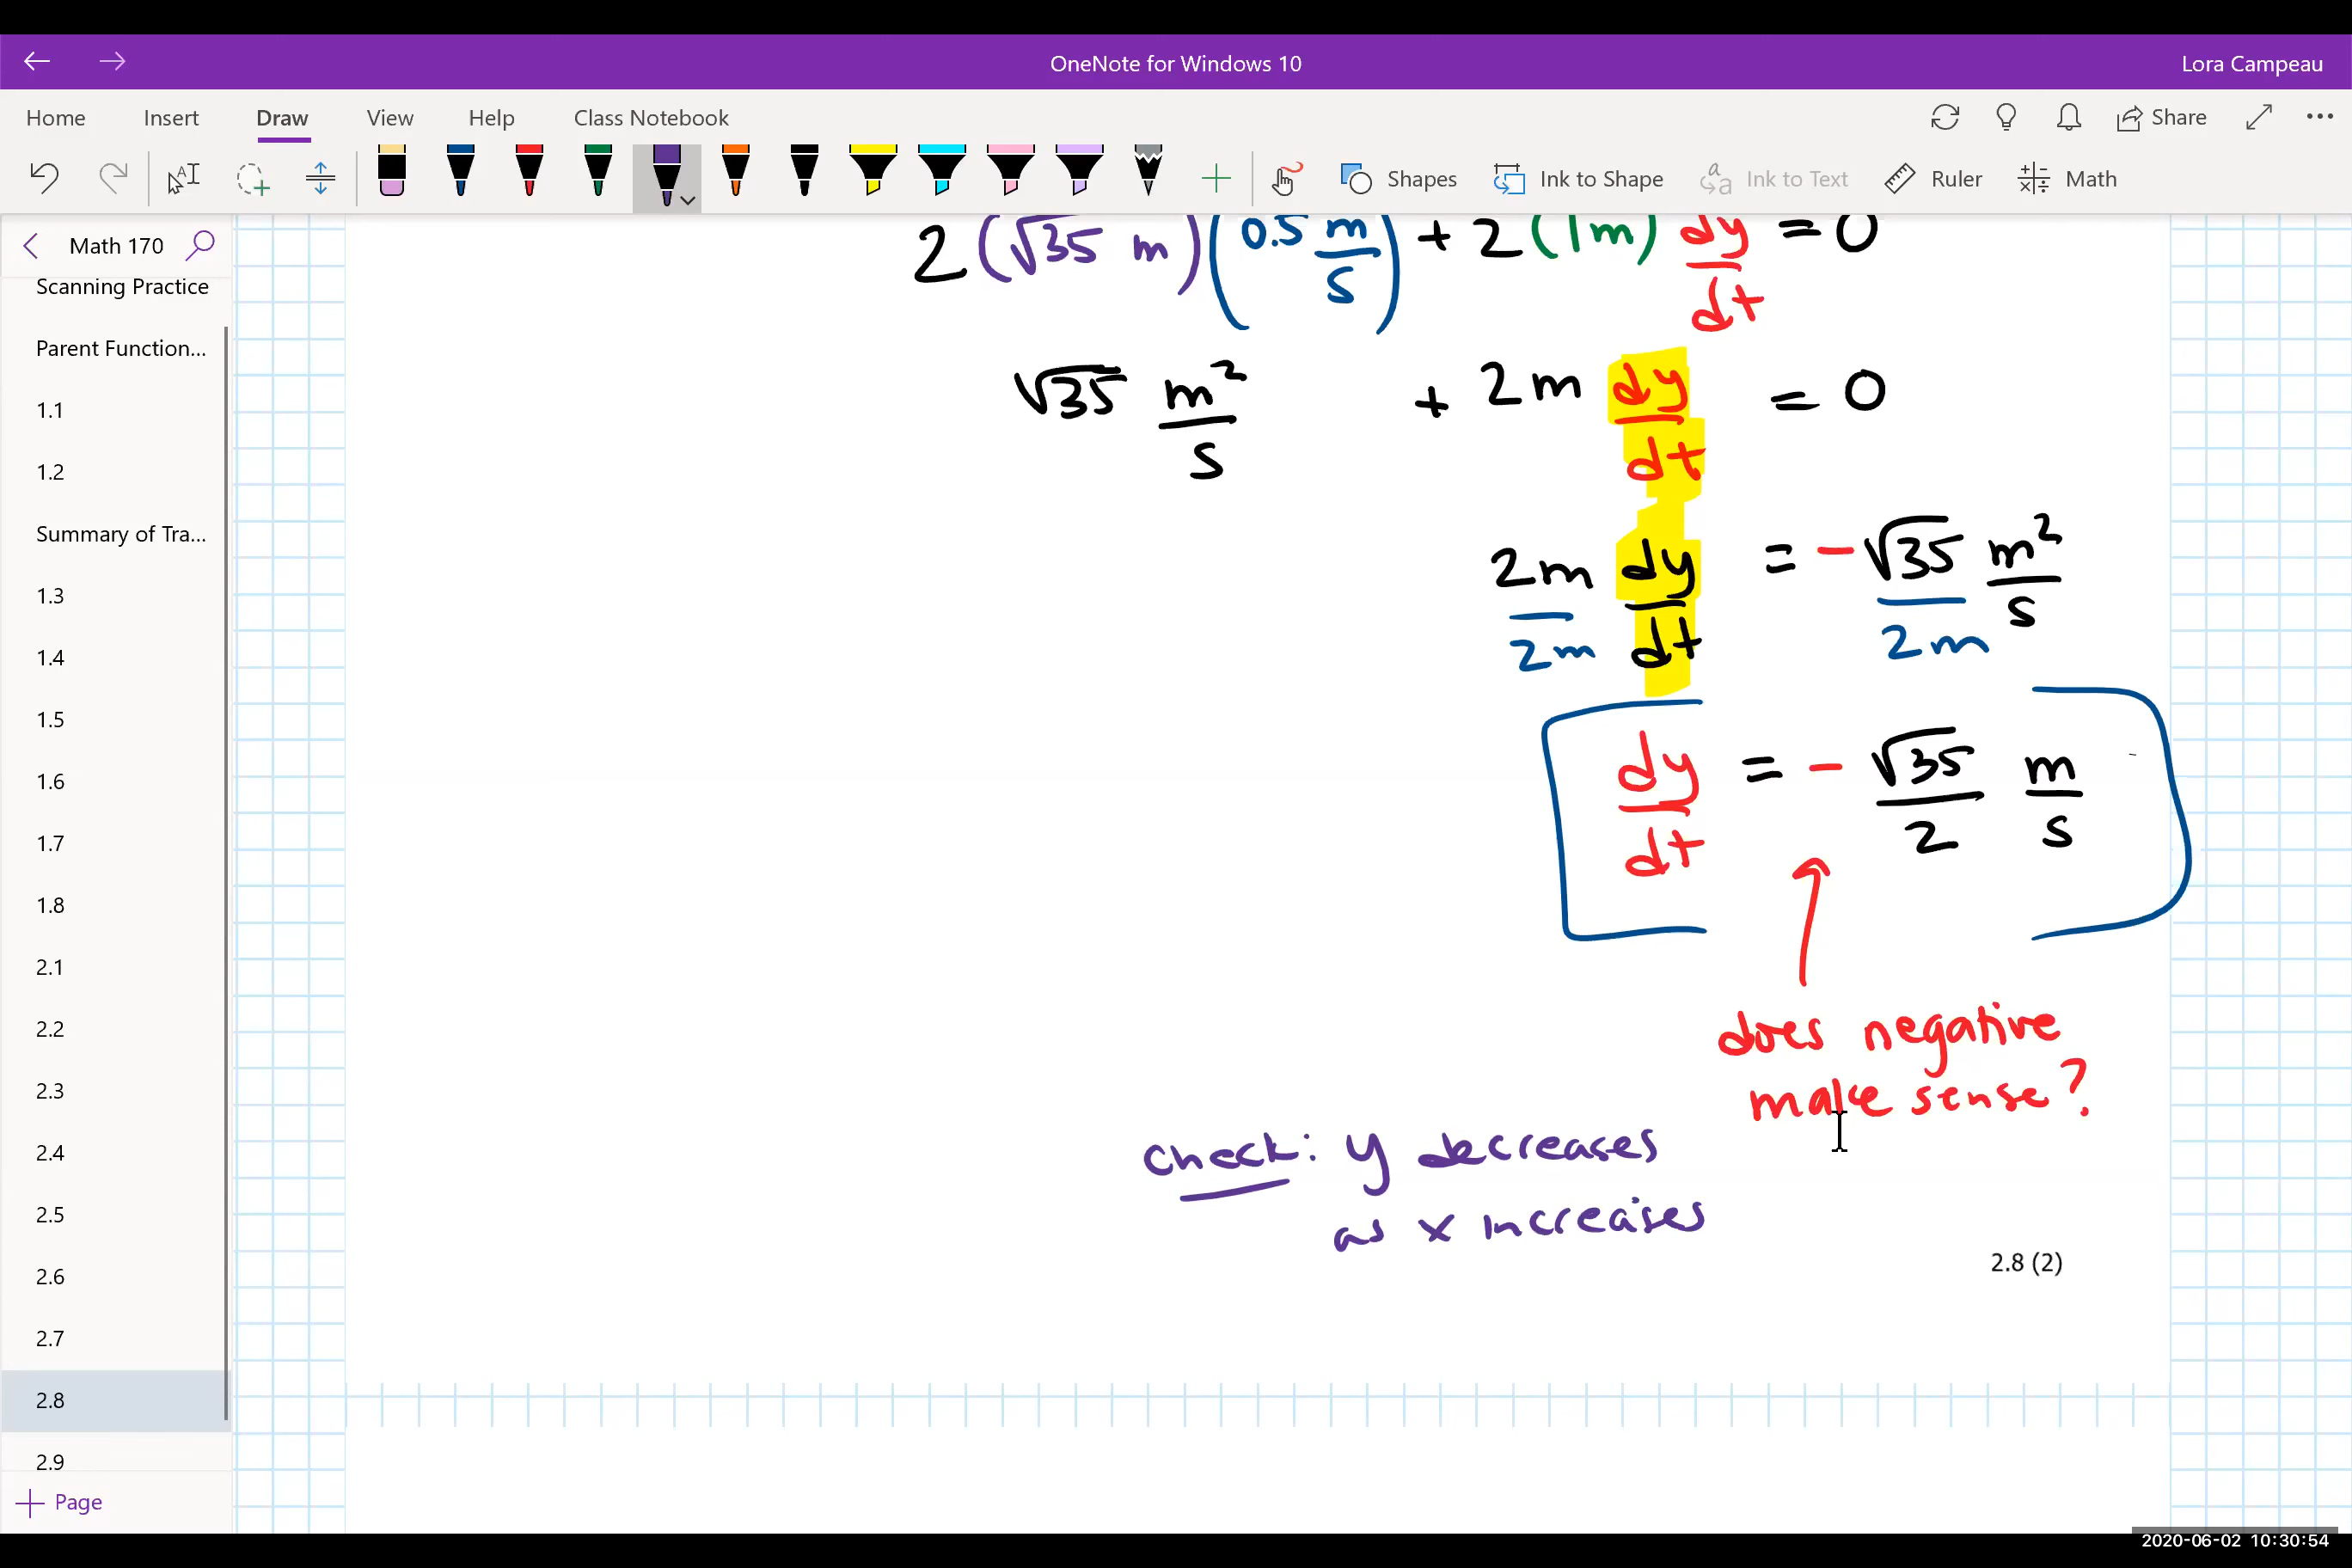 OneNote for Windows 10
Lora Campeau
Home Insert Draw View Help Class Notebook Share
Shapes Ink to Shape Ink to Text Ruler Math
Math 170
Scanning Practice
Parent Function...
1.1
1.2
Summary of Tra...
1.3
1.4
1.5
1.6
1.7
1.8
2.1
2.2
2.3
2.4
2.5
2.6
2.7
2.8
2.9
Page
2 (√35 m) (0.5 m/s) + 2 (1m) dy/dt = 0
√35 m²/s + 2m dy/dt = 0
2m/2m dy/dt = -√35/2m m²/s
dy/dt = - √35/2 m/s
does negative
make sense?
check: y decreases
as x increases
2.8 (2)
2020-06-02 10:30:54